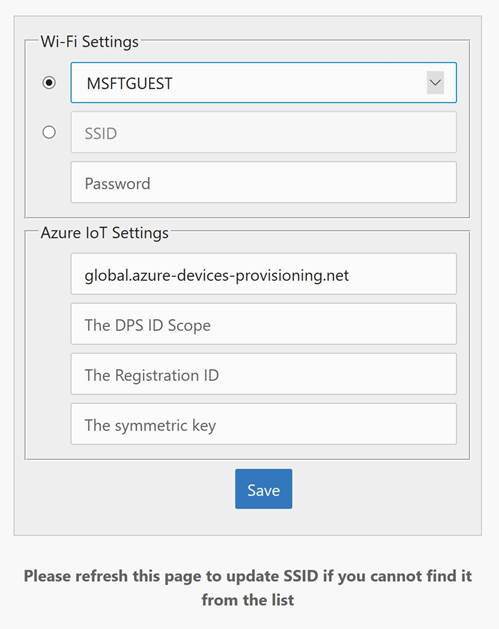 Wi-Fi Settings
MSFTGUEST
SSID
Password
Azure IoT Settings
global.azure-devices-provisioning.net
The DPS ID Scope
The Registration ID
The symmetric key
Save
Please refresh this page to update SSID if you cannot find it
from the list